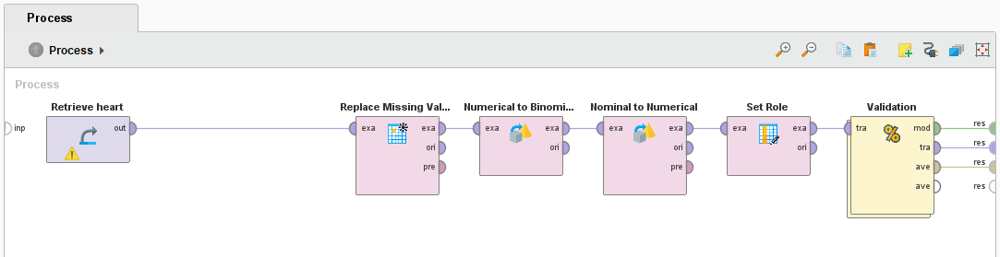 Process
Process
Process
Retrieve heart
Replace Missing Val...
Numerical to Binomi...
Nominal to Numerical
Set Role
Validation
inp
out
exa exa
ori
pre
exa exa
ori
exa exa
ori
pre
exa exa
ori
tra mod
tra
ave
ave
%
res
res
res
res